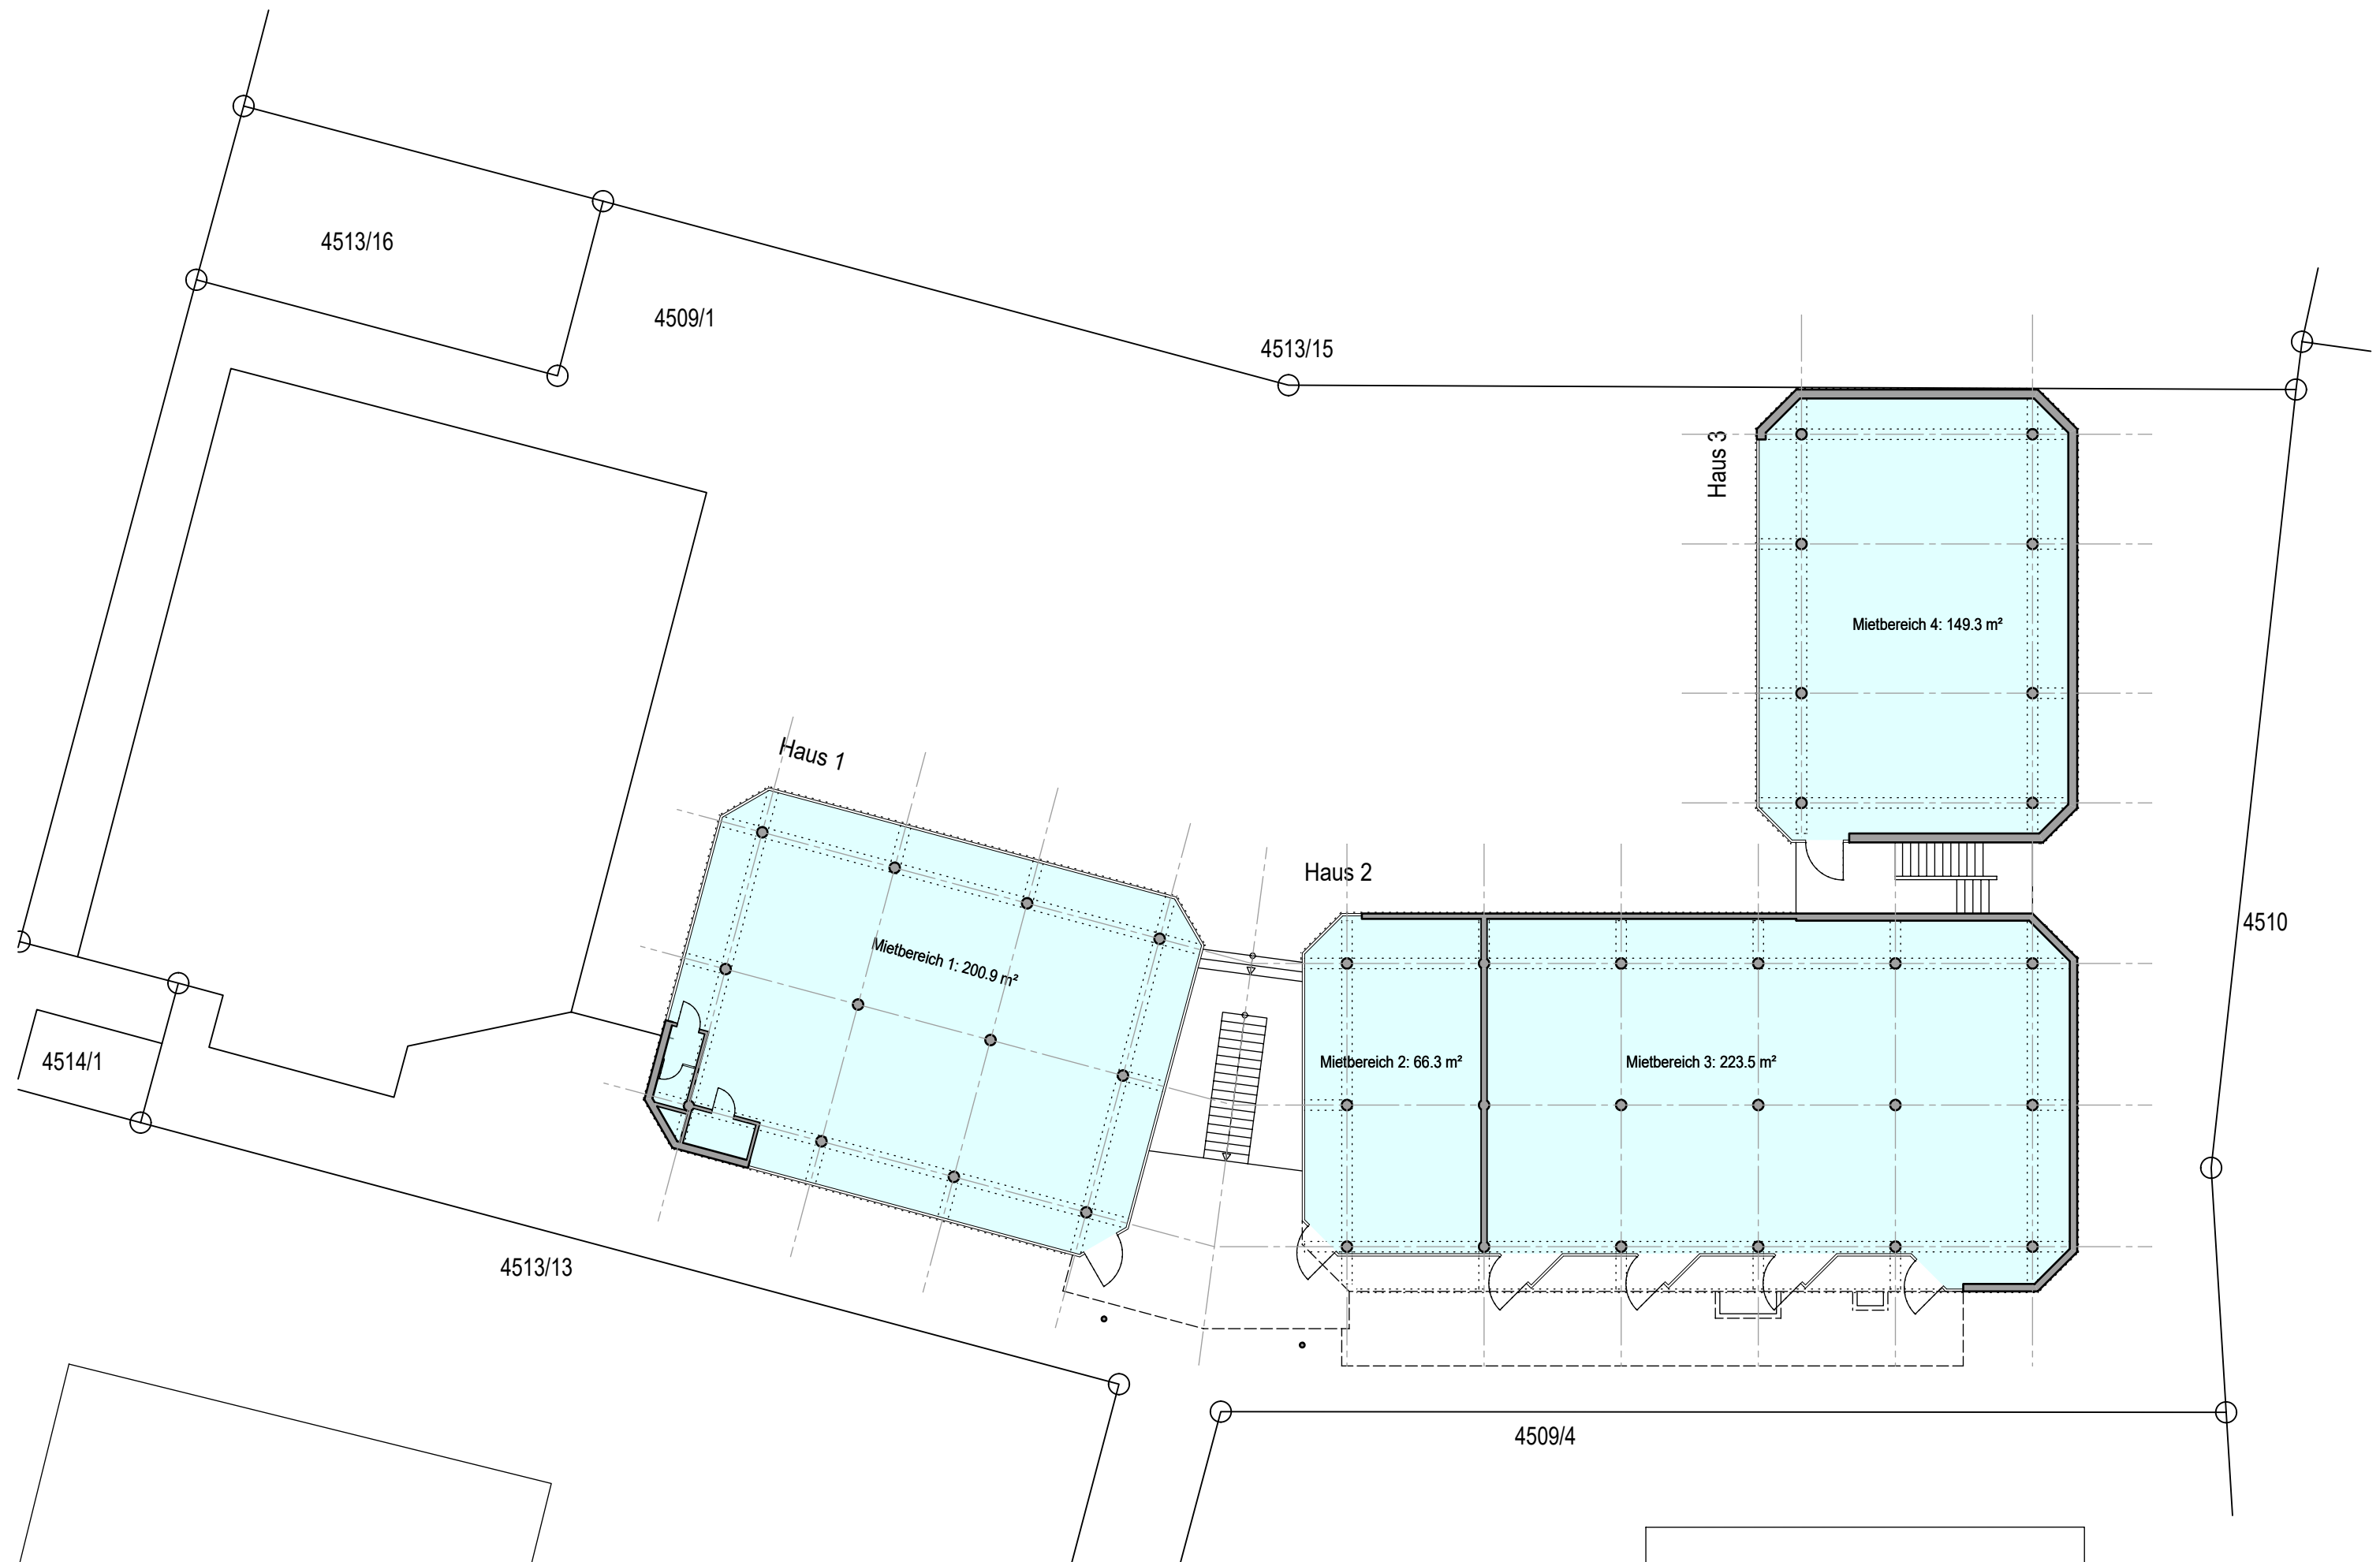 4513/16
4509/1
4513/15
Haus 3
Mietbereich 4: 149.3 m²
Haus 1
Haus 2
Mietbereich 1: 200.9 m²
4510
4514/1
Mietbereich 2: 66.3 m²
Mietbereich 3: 223.5 m²
4513/13
4509/4